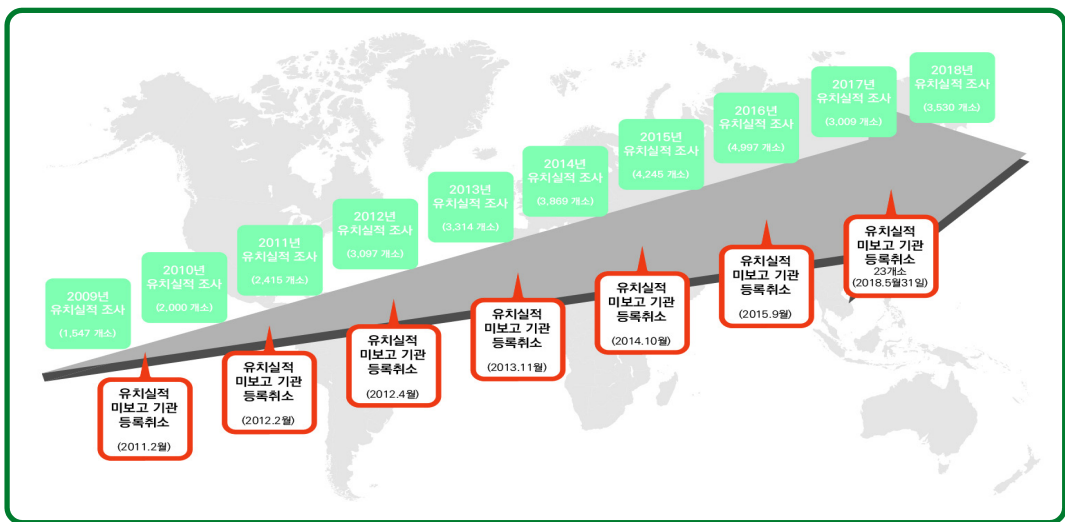 2009년
유치실적 조사
(1,547 개소)
2010년
유치실적 조사
(2,000 개소)
2011년
유치실적 조사
(2,415 개소)
2012년
유치실적 조사
(3,097 개소)
2013년
유치실적 조사
(3,314 개소)
2014년
유치실적 조사
(3,869 개소)
2015년
유치실적 조사
(4,245 개소)
2016년
유치실적 조사
(4,997 개소)
2017년
유치실적 조사
(3,009 개소)
2018년
유치실적 조사
(3,530 개소)
유치실적
미보고 기관
등록취소
(2011.2월)
유치실적
미보고 기관
등록취소
(2012.2월)
유치실적
미보고 기관
등록취소
(2012.4월)
유치실적
미보고 기관
등록취소
(2013.11월)
유치실적
미보고 기관
등록취소
(2014.10월)
유치실적
미보고 기관
등록취소
(2015.9월)
유치실적
미보고 기관
등록취소
23개소
(2018.5월31일)